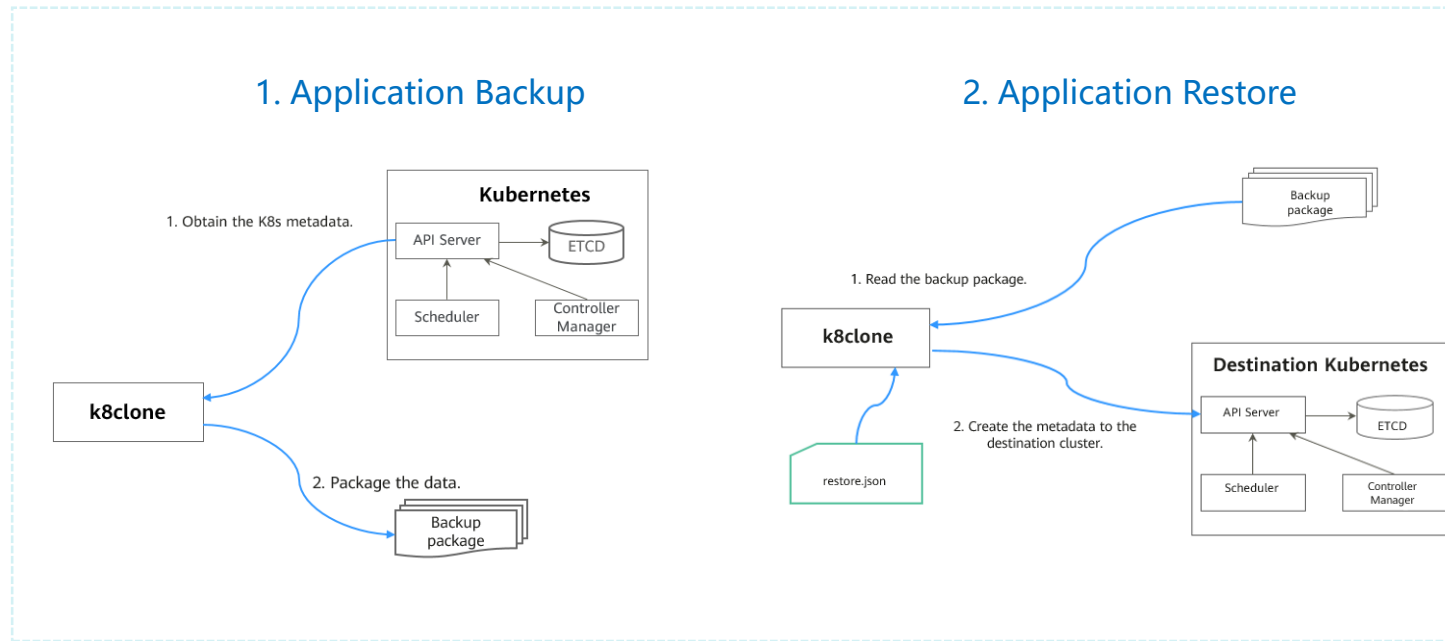 1. Application Backup
Kubernetes
1. Obtain the K8s metadata.
API Server
ETCD
Scheduler
Controller
Manager
k8clone
2. Package the data.
Backup
package
2. Application Restore
Backup
package
1. Read the backup package.
k8clone
Destination Kubernetes
2. Create the metadata to the
destination cluster.
API Server
ETCD
restore.json
Scheduler
Controller
Manager